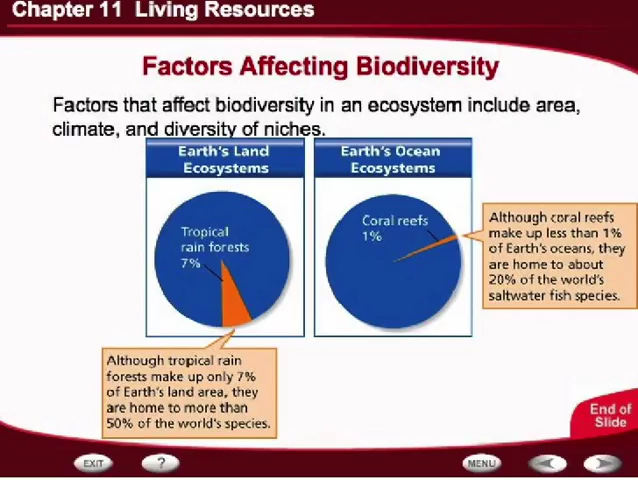 Chapter 11 Living Resources
Factors Affecting Biodiversity
Factors that affect biodiversity in an ecosystem include area,
climate, and diversity of niches.
Earth's Land
Ecosystems
Tropical
rain forests
7%
Although tropical rain
forests make up only 7%
of Earth's land area, they
are home to more than
50% of the world's species.
Earth's Ocean
Ecosystems
Coral reefs
1%
Although coral reefs
make up less than 1%
of Earth's oceans, they
are home to about
20% of the world's
saltwater fish species.
End of
Slide
EXIT
?
MENU